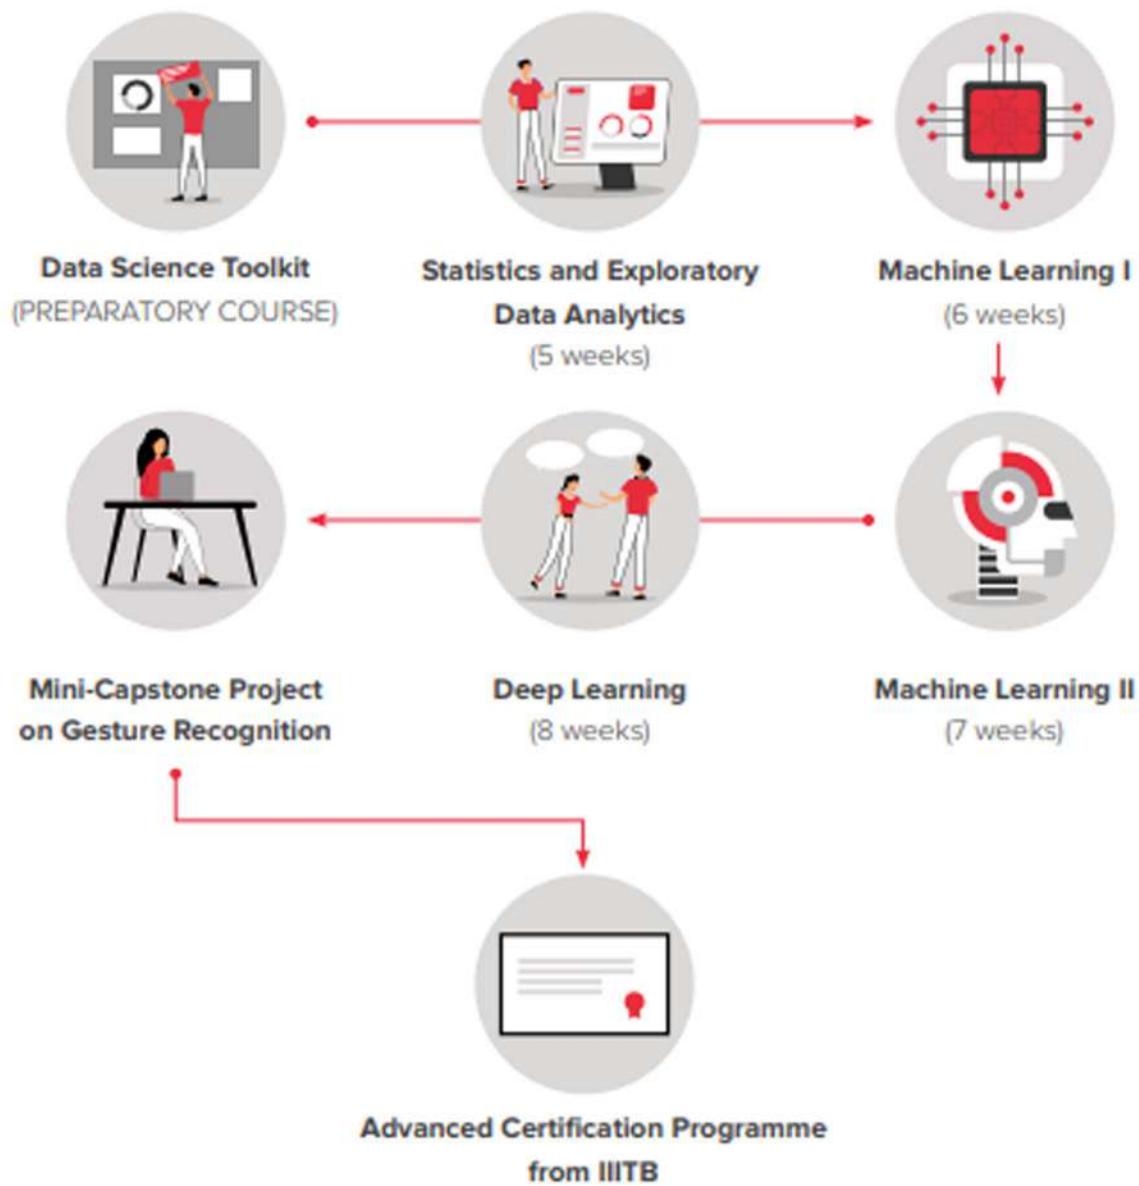 Data Science Toolkit
(PREPARATORY COURSE)
Statistics and Exploratory
Data Analytics
(5 weeks)
Machine Learning I
(6 weeks)
Mini-Capstone Project
on Gesture Recognition
Deep Learning
(8 weeks)
Machine Learning II
(7 weeks)
Advanced Certification Programme
from IIITB